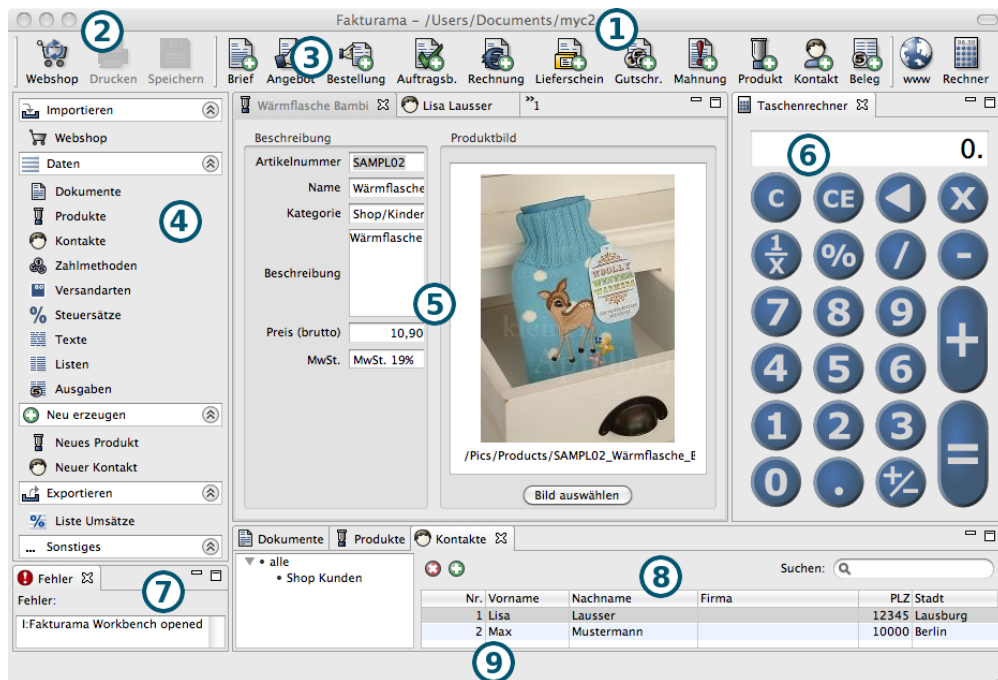 Fakturama – /Users/Documents/myc2
1
2
3
Webshop Drucken Speichern Brief Angebot Bestellung Auftragsb. Rechnung Lieferschein Gutschr. Mahnung Produkt Kontakt Beleg www Rechner
Importieren
Webshop
Daten
Dokumente
Produkte
4
Kontakte
Zahlmethoden
Versandarten
Steuersätze
Texte
Listen
Ausgaben
Neu erzeugen
Neues Produkt
Neuer Kontakt
Exportieren
Liste Umsätze
... Sonstiges
Fehler
7
Fehler:
I:Fakturama Workbench opened
Wärmflasche Bambi Lisa Lausser »1
Beschreibung
Artikelnummer SAMPL02
Name Wärmflasche
Kategorie Shop/Kinder
Wärmflasche
Beschreibung
5
Preis (brutto) 10,90
MwSt. MwSt. 19%
Produktbild
WOOLLY
WINTER
WARMERS
/Pics/Products/SAMPL02_Wärmflasche_B
Bild auswählen
Taschenrechner
6
0.
C CE X
1/x % / -
7 8 9 +
4 5 6
1 2 3 =
0 . +/-
Dokumente Produkte Kontakte
alle
Shop Kunden
8
Suchen:
Nr. Vorname Nachname Firma PLZ Stadt
1 Lisa Lausser 12345 Lausburg
2 Max Mustermann 10000 Berlin
9